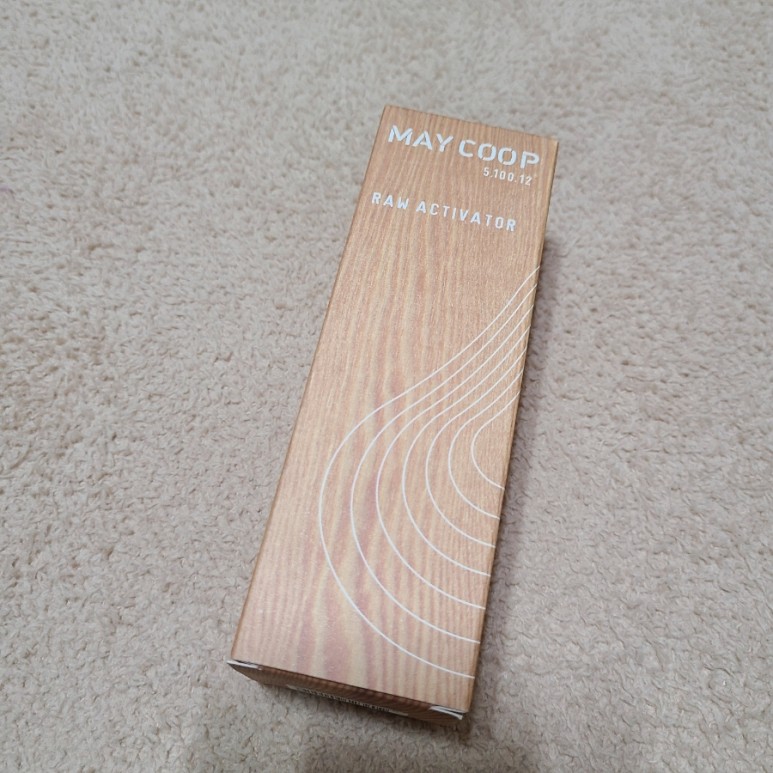 MAY COOP
5.100.12
RAW ACTIVATOR